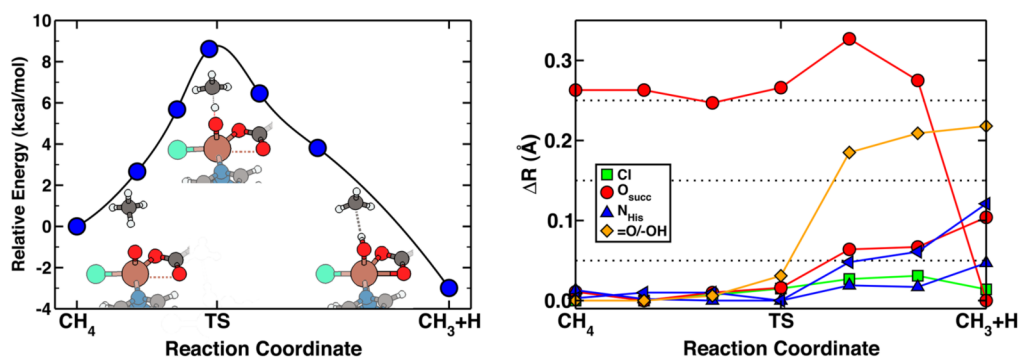 Relative Energy (kcal/mol)
10
8
6
4
2
0
-2
-4
CH4
TS
CH3+H
Reaction Coordinate
ΔR (Å)
0.3
0.2
0.1
0.0
Cl
Osucc
NHis
=O/-OH
CH4
TS
CH3+H
Reaction Coordinate